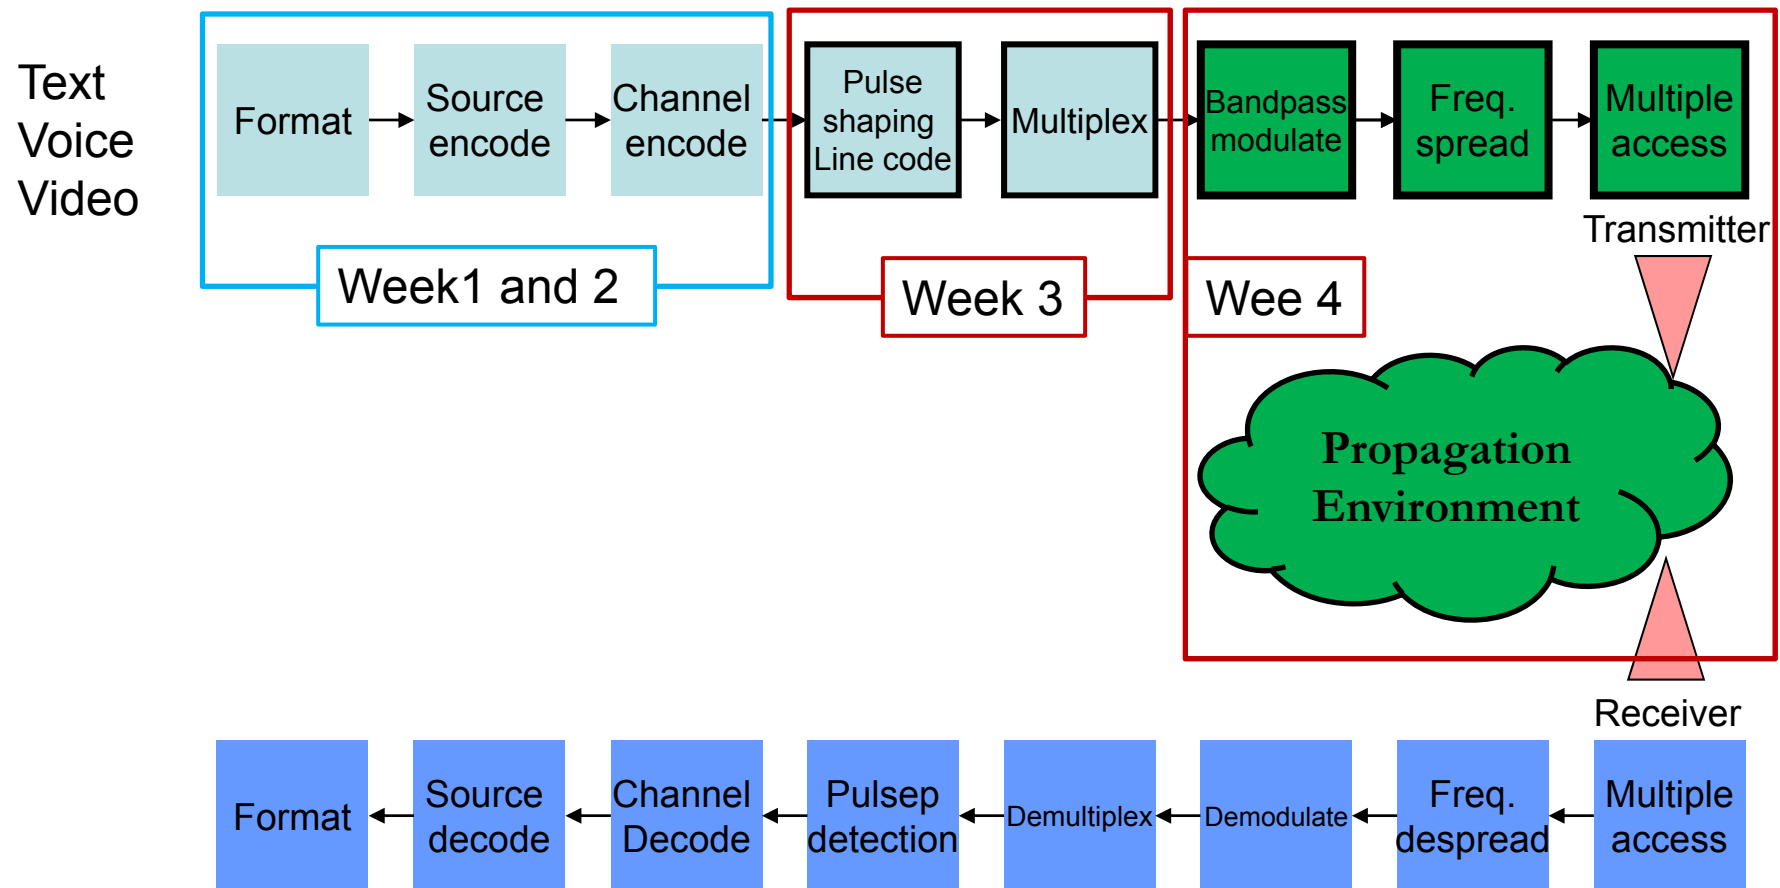 Text
Voice
Video
Format
Source
encode
Channel
encode
Pulse
shaping
Line code
Multiplex
Bandpass
modulate
Freq.
spread
Multiple
access
Week1 and 2
Week 3
Wee 4
Transmitter
Propagation
Environment
Receiver
Format
Source
decode
Channel
Decode
Pulsep
detection
Demultiplex
Demodulate
Freq.
despread
Multiple
access